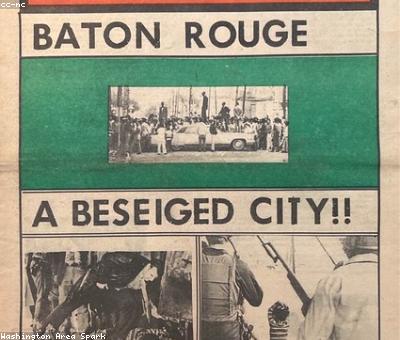 cc-nc
BATON ROUGE
A BESEIGED CITY!!
Washington Area Spark